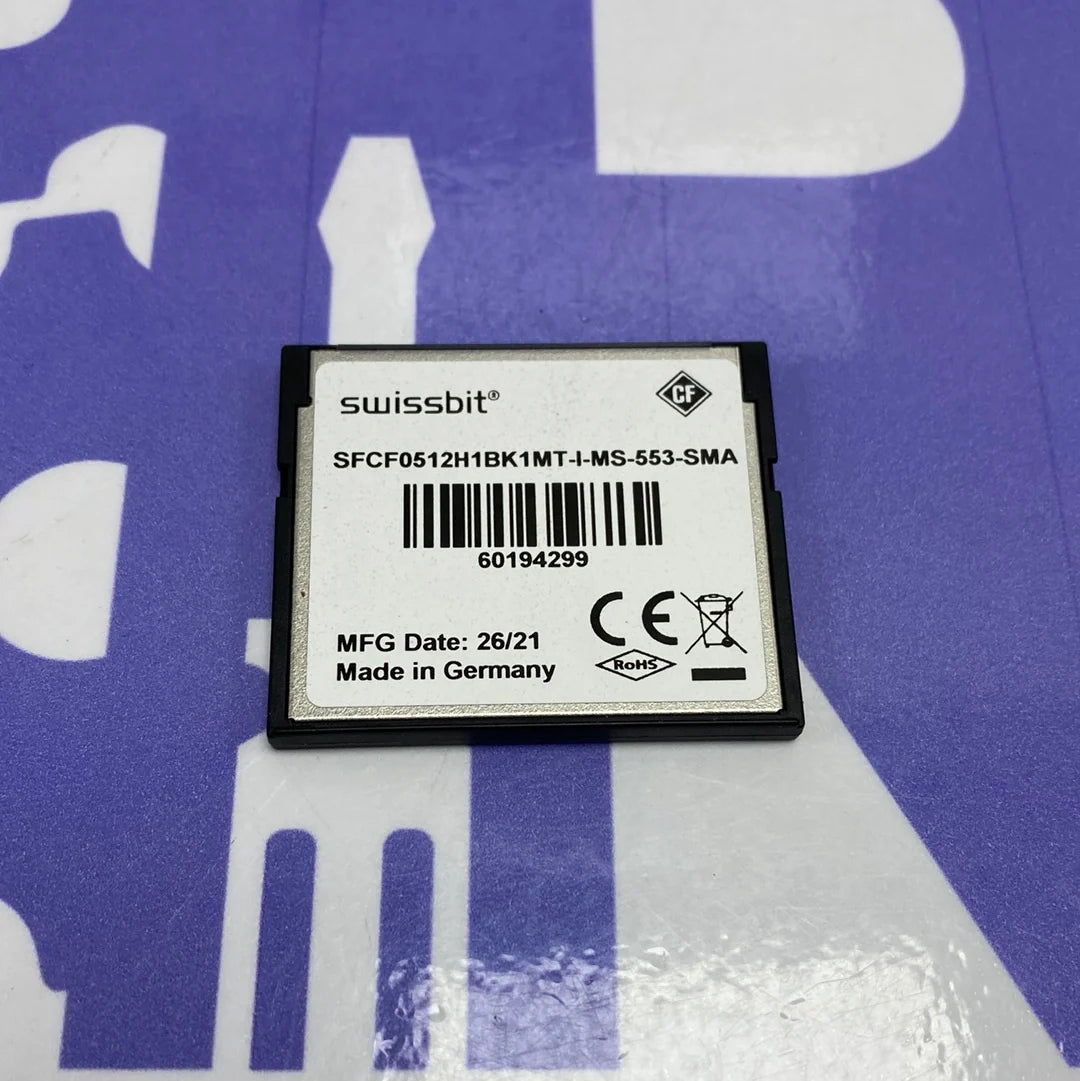 swissbit®
CF
SFCF0512H1BK1MT-I-MS-553-SMA
60194299
CE
MFG Date: 26/21
RoHS
Made in Germany